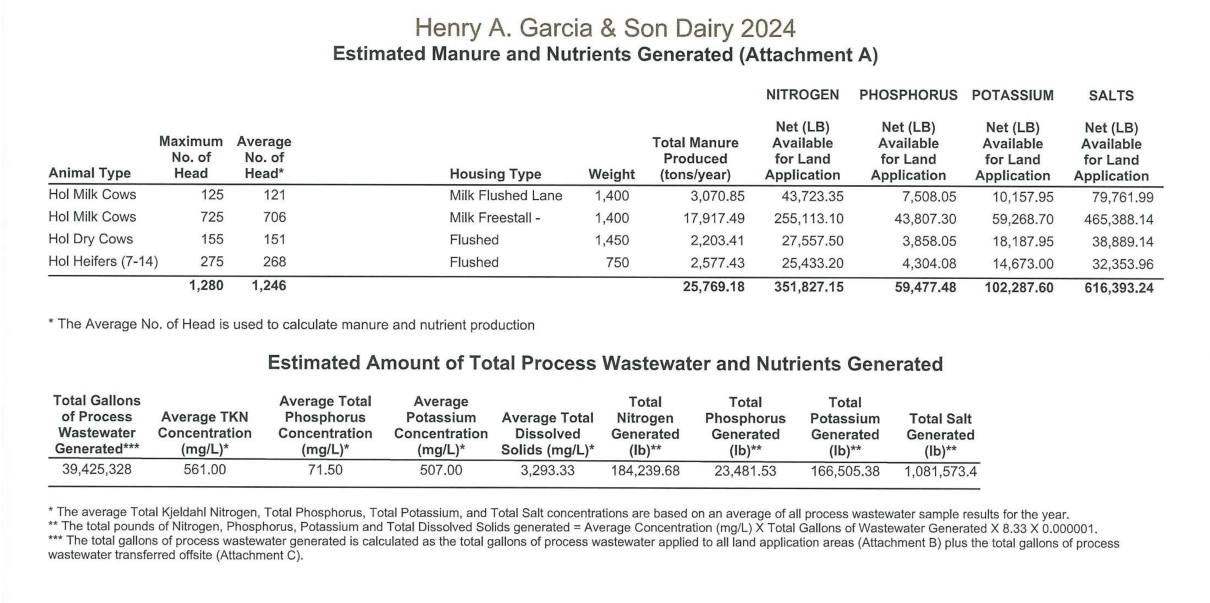 Henry A. Garcia & Son Dairy 2024
Estimated Manure and Nutrients Generated (Attachment A)
NITROGEN PHOSPHORUS POTASSIUM SALTS
Animal Type Maximum No. of Head Average No. of Head* Housing Type Weight Total Manure Produced (tons/year) Net (LB) Available for Land Application Net (LB) Available for Land Application Net (LB) Available for Land Application Net (LB) Available for Land Application
Hol Milk Cows 125 121 Milk Flushed Lane 1,400 3,070.85 43,723.35 7,508.05 10,157.95 79,761.99
Hol Milk Cows 725 706 Milk Freestall - 1,400 17,917.49 255,113.10 43,807.30 59,268.70 465,388.14
Hol Dry Cows 155 151 Flushed 1,450 2,203.41 27,557.50 3,858.05 18,187.95 38,889.14
Hol Heifers (7-14) 275 268 Flushed 750 2,577.43 25,433.20 4,304.08 14,673.00 32,353.96
1,280 1,246 25,769.18 351,827.15 59,477.48 102,287.60 616,393.24
* The Average No. of Head is used to calculate manure and nutrient production
Estimated Amount of Total Process Wastewater and Nutrients Generated
Total Gallons of Process Wastewater Generated*** Average TKN Concentration (mg/L)* Average Total Phosphorus Concentration (mg/L)* Average Potassium Concentration (mg/L)* Average Total Dissolved Solids (mg/L)* Total Nitrogen Generated (lb)** Total Phosphorus Generated (lb)** Total Potassium Generated (lb)** Total Salt Generated (lb)**
39,425,328 561.00 71.50 507.00 3,293.33 184,239.68 23,481.53 166,505.38 1,081,573.4
* The average Total Kjeldahl Nitrogen, Total Phosphorus, Total Potassium, and Total Salt concentrations are based on an average of all process wastewater sample results for the year.
** The total pounds of Nitrogen, Phosphorus, Potassium and Total Dissolved Solids generated = Average Concentration (mg/L) X Total Gallons of Wastewater Generated X 8.33 X 0.000001.
*** The total gallons of process wastewater generated is calculated as the total gallons of process wastewater applied to all land application areas (Attachment B) plus the total gallons of process
wastewater transferred offsite (Attachment C).